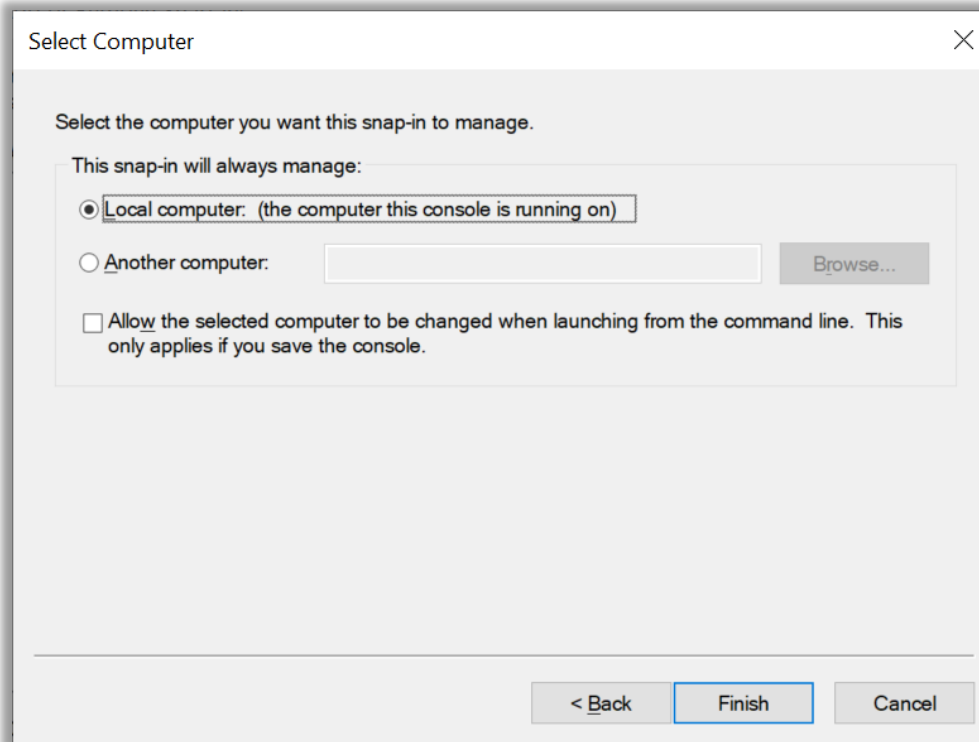 Select Computer
Select the computer you want this snap-in to manage.
This snap-in will always manage:
Local computer:  (the computer this console is running on)
Another computer:
Browse...
Allow the selected computer to be changed when launching from the command line.  This
only applies if you save the console.
< Back
Finish
Cancel